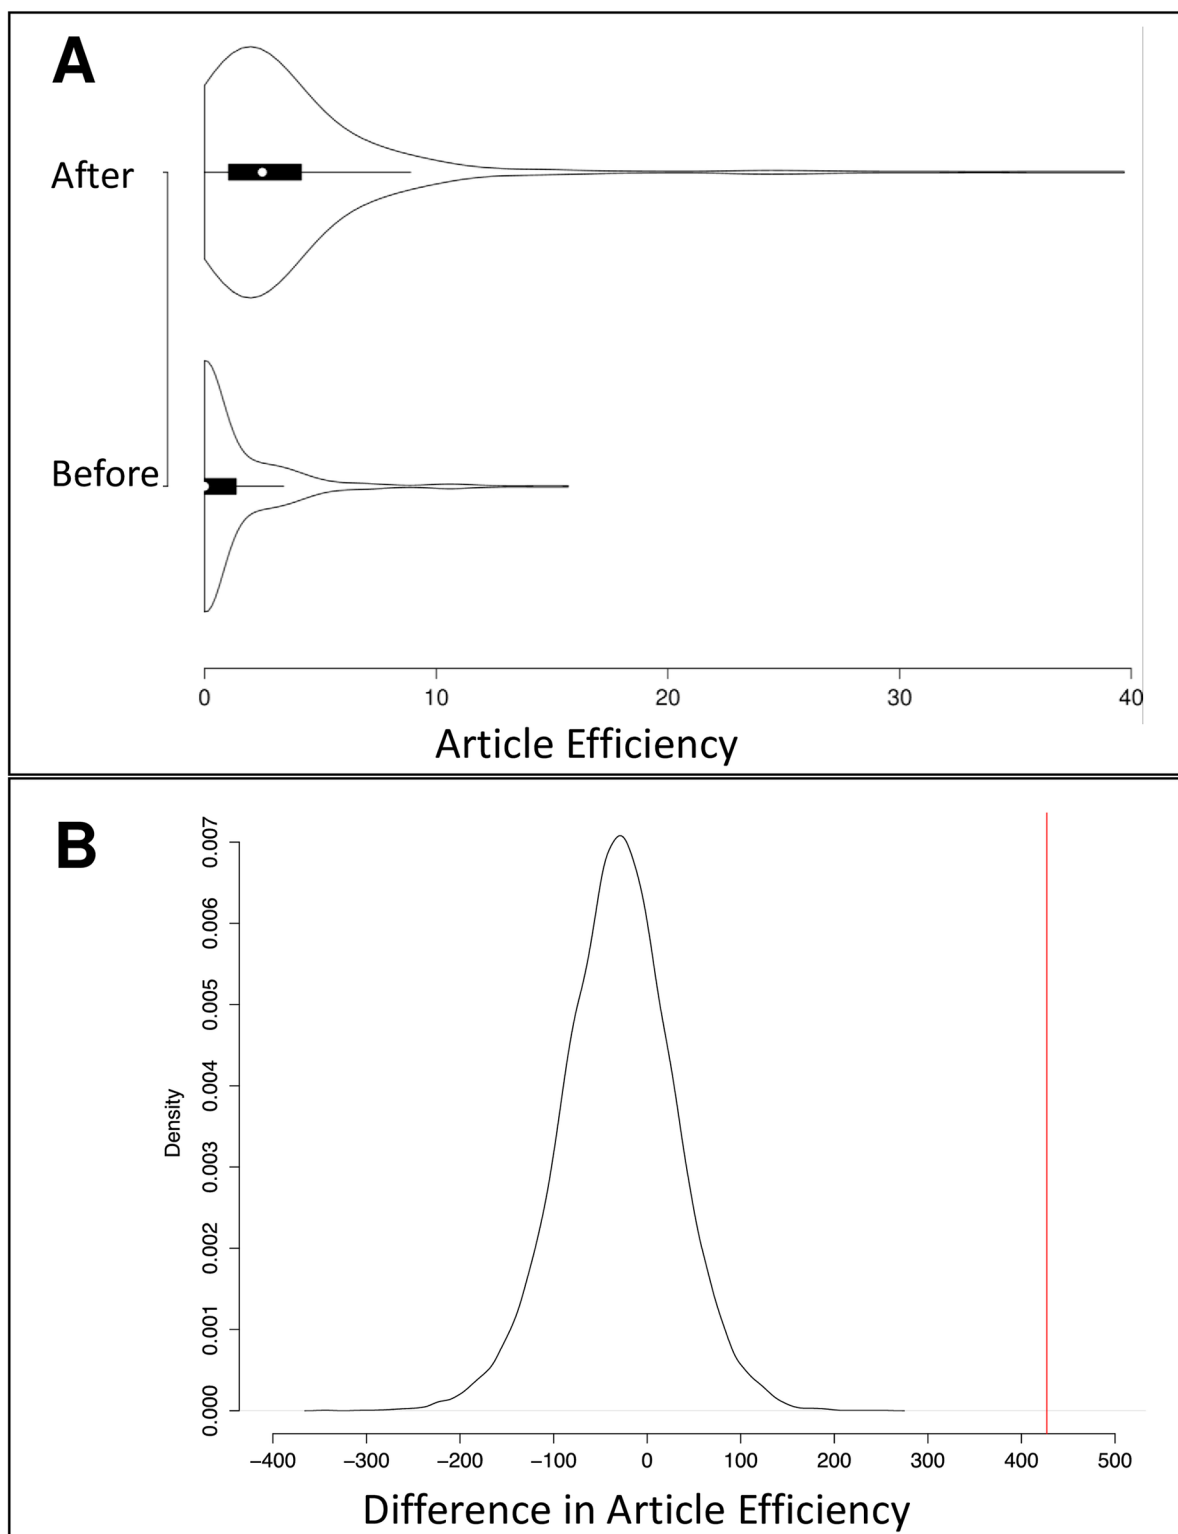 A
After
Before
0 10 20 30 40
Article Efficiency
B
0.007
0.006
0.005
0.004
0.003
0.002
0.001
0.000
Density
−400 −300 −200 −100 0 100 200 300 400 500
Difference in Article Efficiency